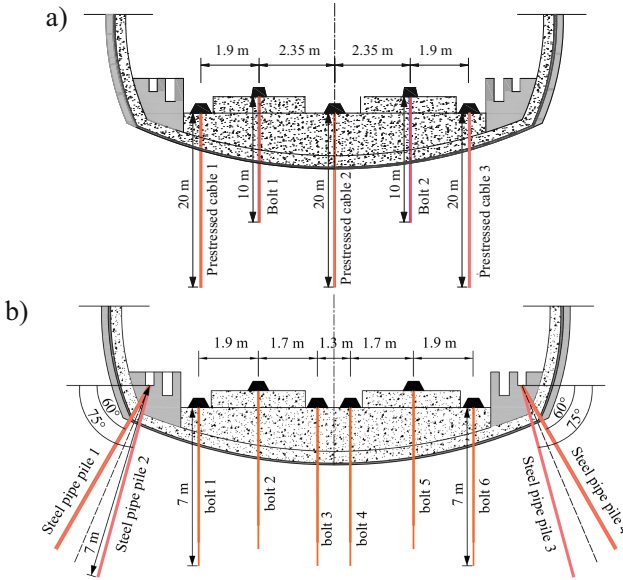 a)
1.9 m
2.35 m
2.35 m
1.9 m
20 m
Prestressed cable 1
10 m
Bolt 1
20 m
Prestressed cable 2
10 m
Bolt 2
20 m
Prestressed cable 3
b)
1.9 m
1.7 m
1.3 m
1.7 m
1.9 m
60°
75°
60°
75°
Steel pipe pile 1
7 m
Steel pipe pile 2
7 m
bolt 1
bolt 2
bolt 3
bolt 4
bolt 5
7 m
bolt 6
Steel pipe pile 3
Steel pipe pile 4